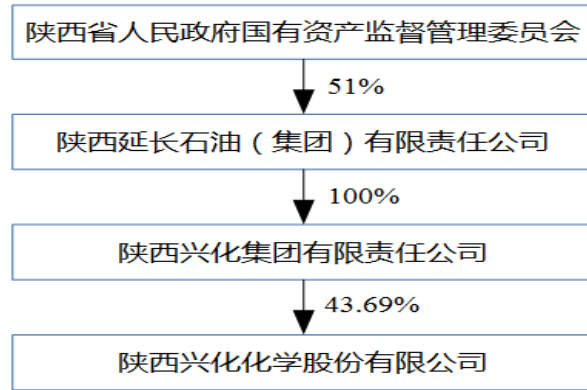 陕西省人民政府国有资产监督管理委员会
51%
陕西延长石油（集团）有限责任公司
100%
陕西兴化集团有限责任公司
43.69%
陕西兴化化学股份有限公司